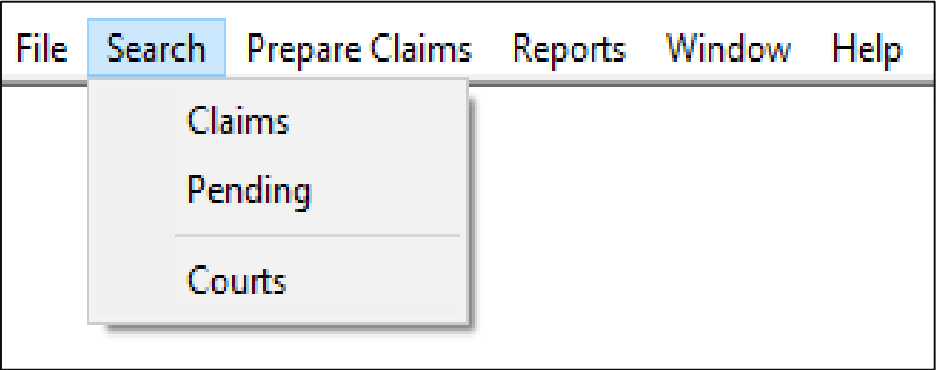 File Search Prepare Claims Reports Window Help
Claims
Pending
Courts